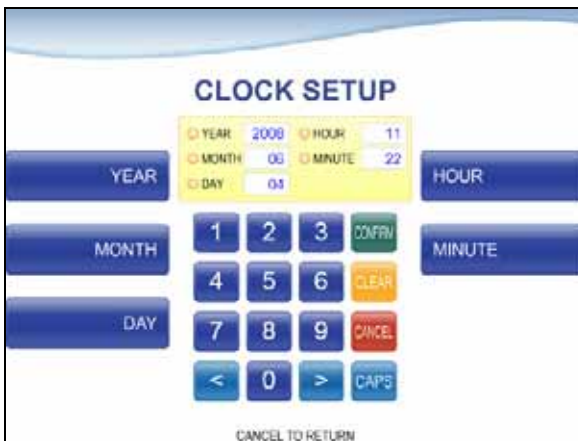 CLOCK SETUP
YEAR 2008 HOUR 11
MONTH 06 MINUTE 22
DAY 04
YEAR
HOUR
MONTH
MINUTE
DAY
1 2 3 CONFIRM
4 5 6 CLEAR
7 8 9 CANCEL
< 0 > CAPS
CANCEL TO RETURN